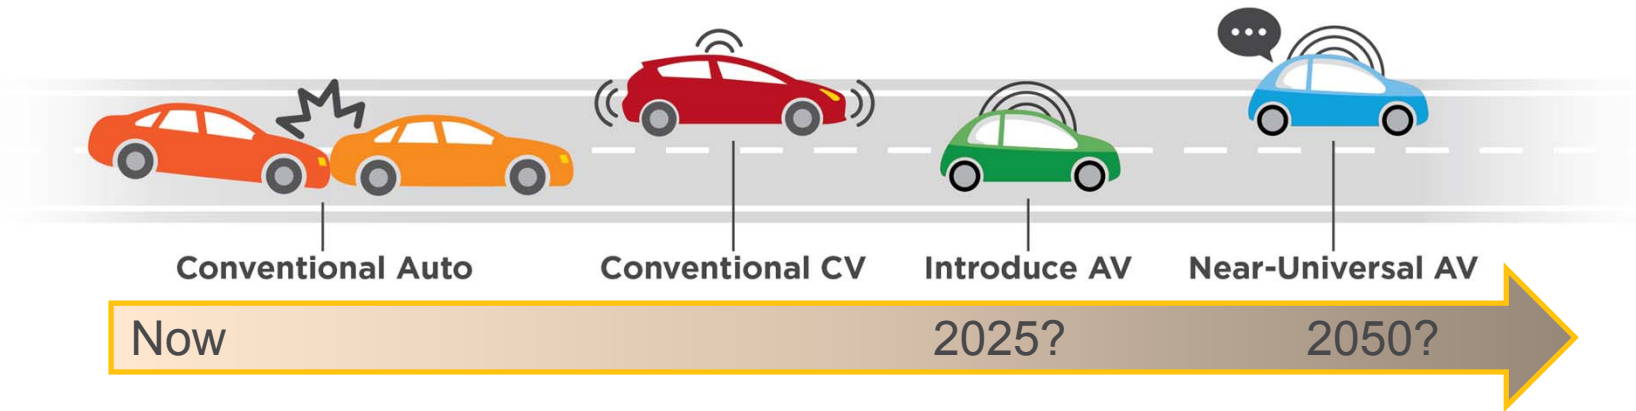 Conventional Auto
Conventional CV
Introduce AV
Near-Universal AV
Now
2025?
2050?